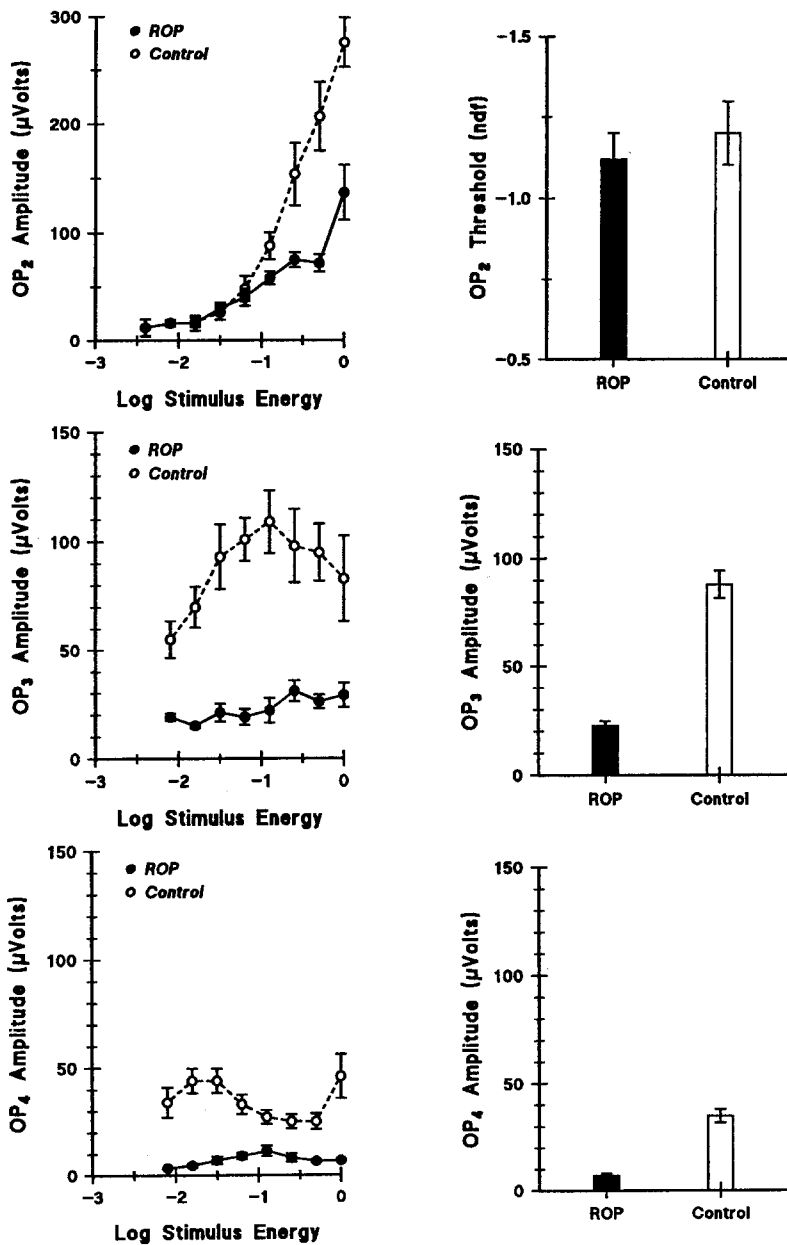 OP₂ Amplitude (μVolts)
300
200
100
0
● ROP
○ Control
−3
−2
−1
0
Log Stimulus Energy
OP₂ Threshold (ndf)
−1.5
−1.0
−0.5
ROP
Control
OP₃ Amplitude (μVolts)
150
100
50
0
● ROP
○ Control
−3
−2
−1
0
Log Stimulus Energy
OP₃ Amplitude (μVolts)
150
100
50
0
ROP
Control
OP₄ Amplitude (μVolts)
150
100
50
0
● ROP
○ Control
−3
−2
−1
0
Log Stimulus Energy
OP₄ Amplitude (μVolts)
150
100
50
0
ROP
Control